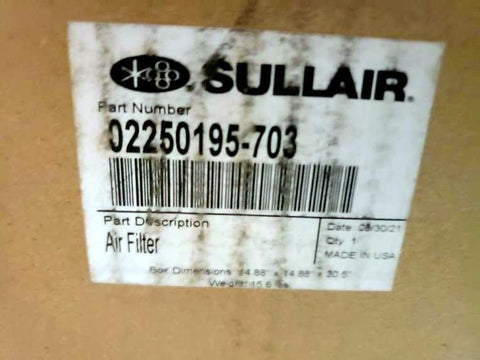 SULLAIR
Part Number
02250195-703
Part Description
Air Filter
Date 08/30/21
Qty 1
MADE IN USA
Box Dimensions 14.88" x 14.88" x 30.5"
Weight 15.6 lbs